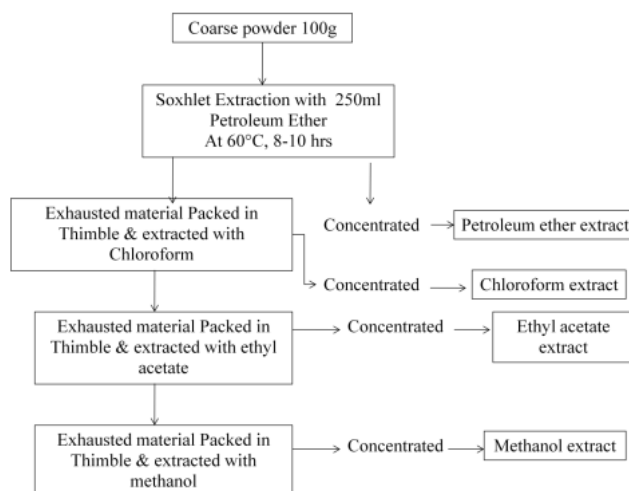 Coarse powder 100g
Soxhlet Extraction with 250ml
Petroleum Ether
At 60°C, 8-10 hrs
Exhausted material Packed in
Thimble & extracted with
Chloroform
Concentrated
Petroleum ether extract
Concentrated
Chloroform extract
Exhausted material Packed in
Thimble & extracted with ethyl
acetate
Concentrated
Ethyl acetate
extract
Exhausted material Packed in
Thimble & extracted with
methanol
Concentrated
Methanol extract